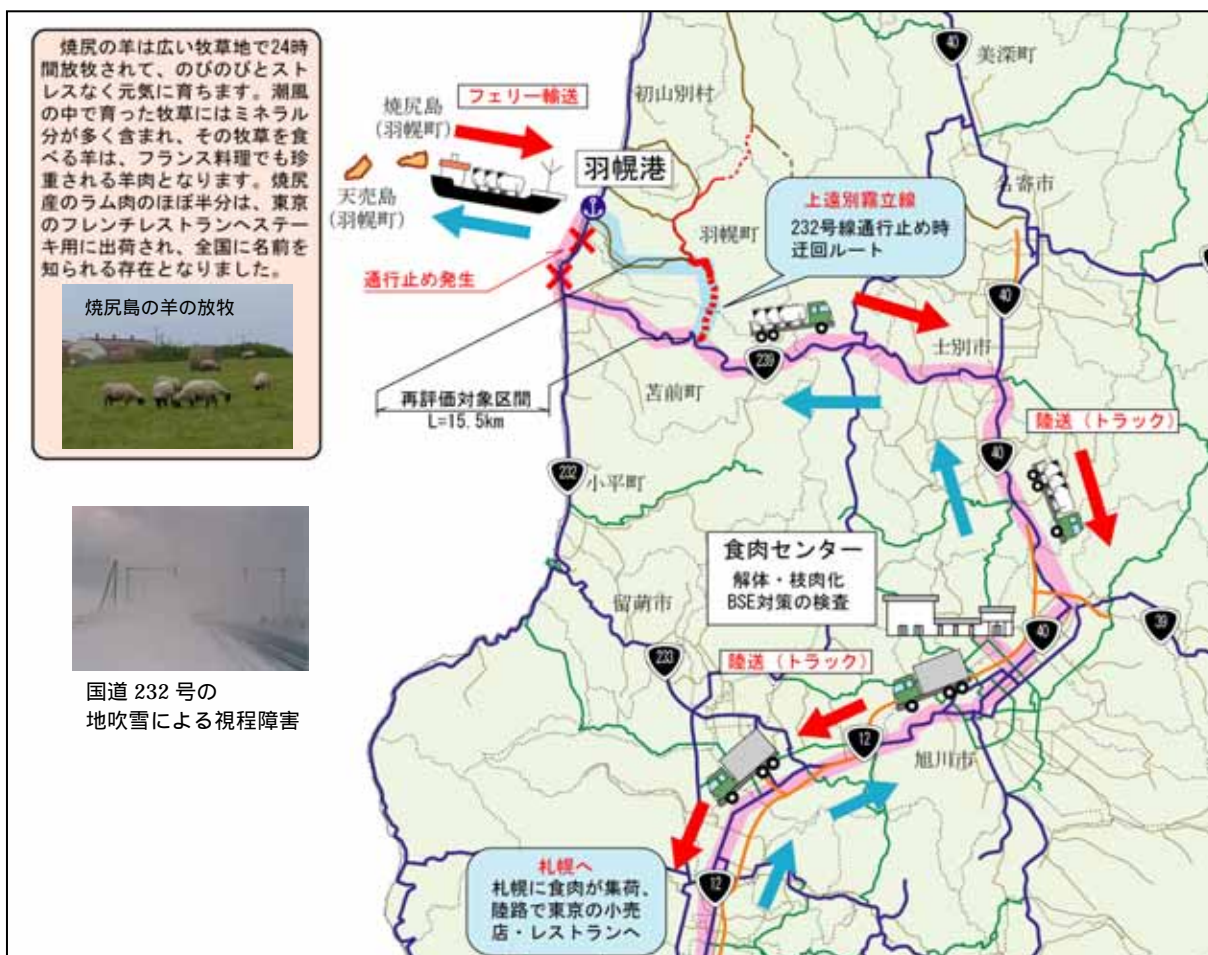 焼尻の羊は広い牧草地で24時
間放牧されて、のびのびとスト
レスなく元気に育ちます。潮風
の中で育った牧草にはミネラル
分が多く含まれ、その牧草を食
べる羊は、フランス料理でも珍
重される羊肉となります。焼尻
産のラム肉のほぼ半分は、東京
のフレンチレストランへステー
キ用に出荷され、全国に名前を
知られる存在となりました。
焼尻島の羊の放牧
国道 232 号の
地吹雪による視程障害
フェリー輸送
焼尻島
(羽幌町)
天売島
(羽幌町)
羽幌港
初山別村
40
美深町
名寄市
羽幌町
上遠別霧立線
232号線通行止め時
迂回ルート
通行止め発生
40
士別市
239
苫前町
再評価対象区間
L=15.5km
陸送（トラック）
40
232
小平町
食肉センター
解体・枝肉化
BSE対策の検査
留萌市
40
39
233
陸送（トラック）
12
旭川市
札幌へ
札幌に食肉が集荷、
陸路で東京の小売
店・レストランへ
12